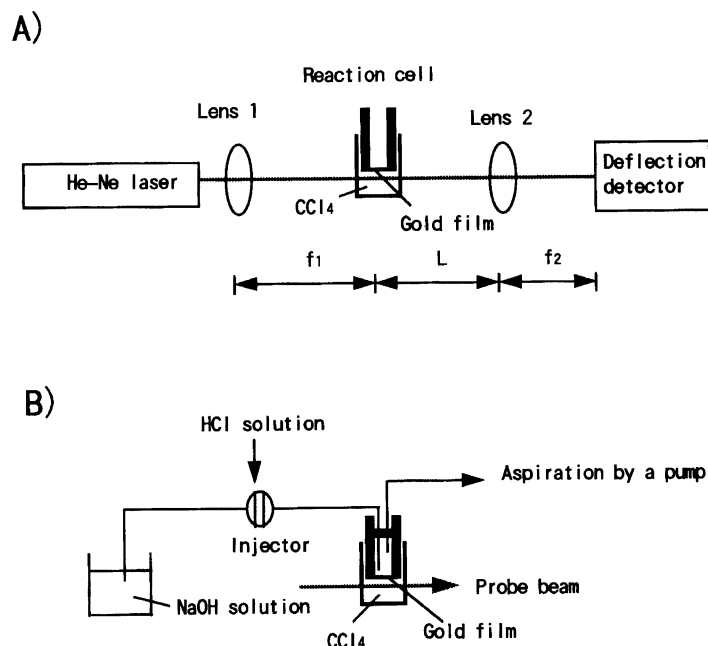 A)
Reaction cell
Lens 1
Lens 2
He-Ne laser
Deflection
detector
CCl4
Gold film
f1
L
f2
B)
HCl solution
Aspiration by a pump
Injector
NaOH solution
Probe beam
CCl4
Gold film